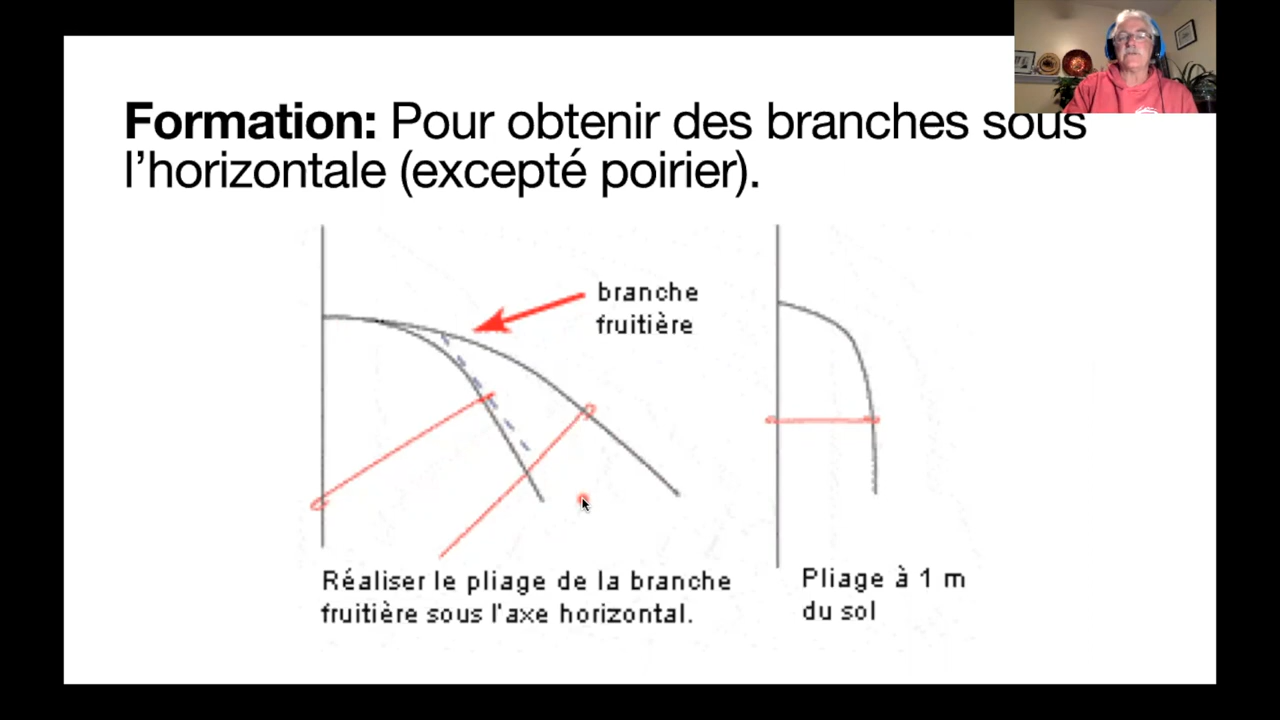 Formation: Pour obtenir des branches sous
l'horizontale (excepté poirier).
branche
fruitière
Réaliser le pliage de la branche
fruitière sous l'axe horizontal.
Pliage à 1 m
du sol